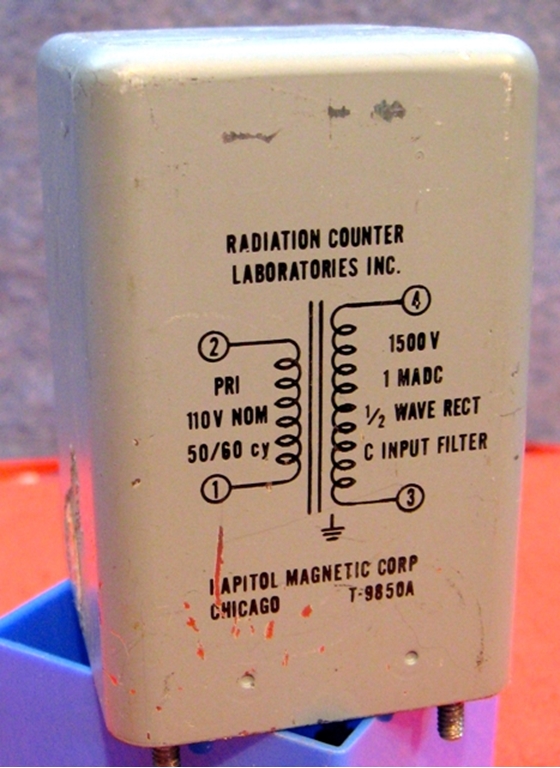 RADIATION COUNTER
LABORATORIES INC.
2
4
PRI
110V NOM
50/60 cy
1500 V
1 MADC
1/2 WAVE RECT
C INPUT FILTER
1
3
KAPITOL MAGNETIC CORP
CHICAGO T-9850A